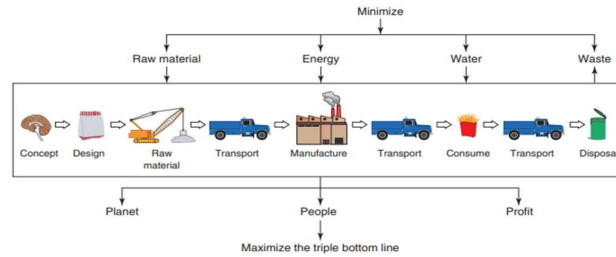 Minimize
Raw material Energy Water Waste
Concept Design Raw material Transport Manufacture Transport Consume Transport Disposa
Planet People Profit
Maximize the triple bottom line